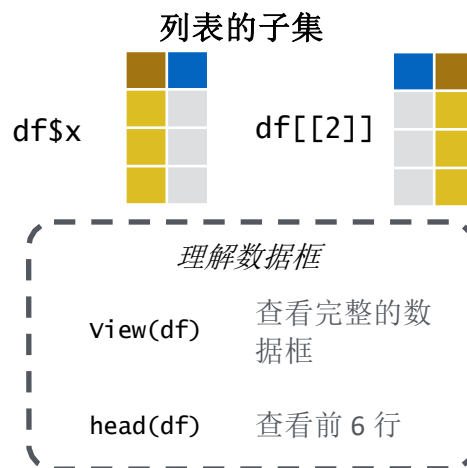 列表的子集
df$x
df[[2]]
理解数据框
View(df)
查看完整的数
据框
head(df)
查看前 6 行